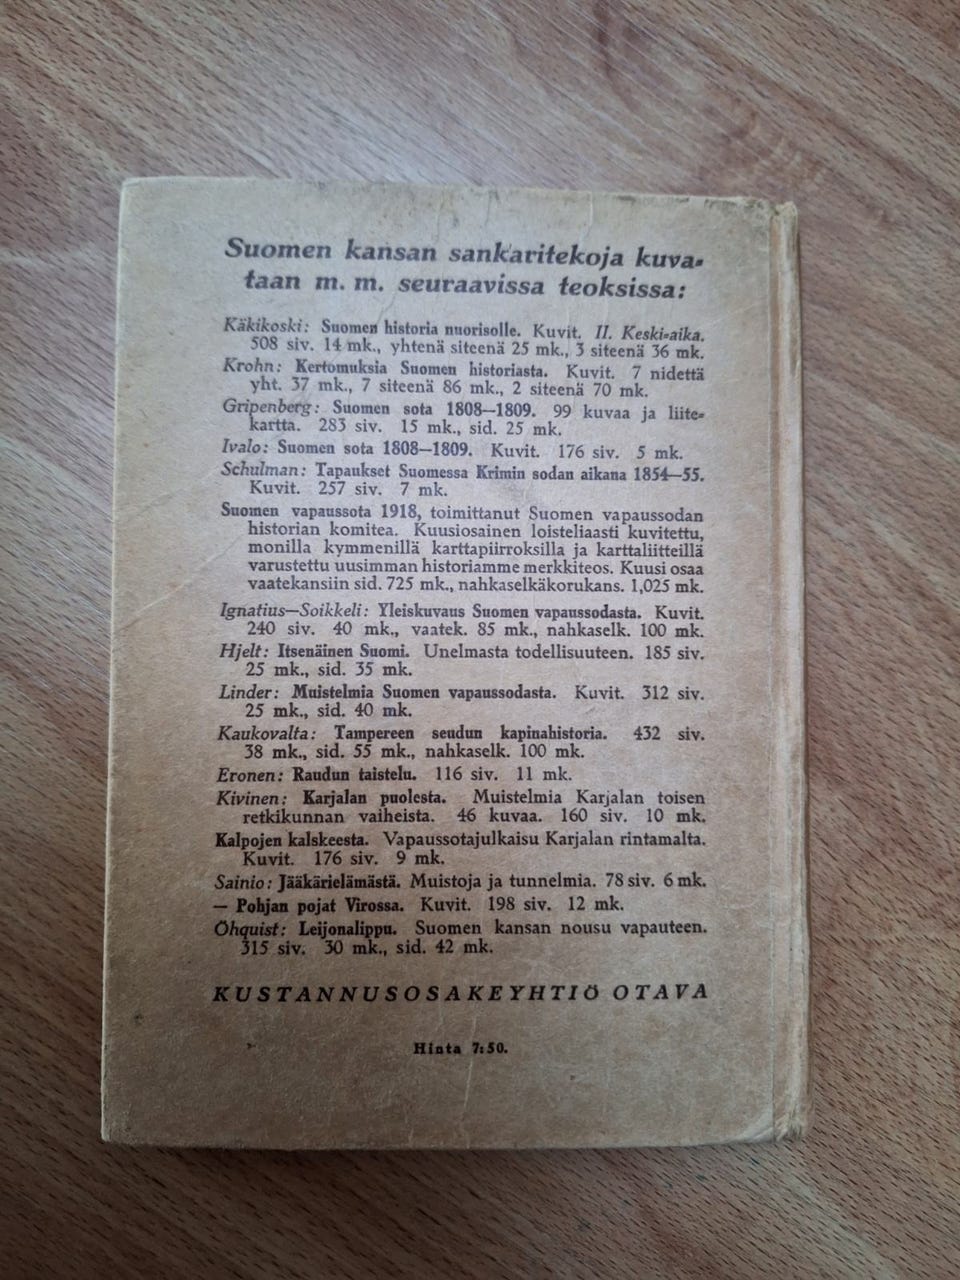 Suomen kansan sankaritekoja kuva-
taan m. m. seuraavissa teoksissa:
Käkikoski: Suomen historia nuorisolle. Kuvit. II. Keski-aika.
508 siv. 14 mk., yhtenä siteenä 25 mk., 3 siteenä 36 mk.
Krohn: Kertomuksia Suomen historiasta. Kuvit. 7 nidettä
yht. 37 mk., 7 siteenä 86 mk., 2 siteenä 70 mk.
Gripenberg: Suomen sota 1808—1809. 99 kuvaa ja liite-
kartta. 283 siv. 15 mk., sid. 25 mk.
Ivalo: Suomen sota 1808—1809. Kuvit. 176 siv. 5 mk.
Schulman: Tapaukset Suomessa Krimin sodan aikana 1854—55.
Kuvit. 257 siv. 7 mk.
Suomen vapaussota 1918, toimittanut Suomen vapaussodan
historian komitea. Kuusiosainen loisteliaasti kuvitettu,
monilla kymmenillä karttapiirroksilla ja karttaliitteillä
varustettu uusimman historiamme merkkiteos. Kuusi osaa
vaatekansiin sid. 725 mk., nahkaselkäkorukans. 1,025 mk.
Ignatius—Soikkeli: Yleiskuvaus Suomen vapaussodasta. Kuvit.
240 siv. 40 mk., vaatek. 85 mk., nahkaselk. 100 mk.
Hjelt: Itsenäinen Suomi. Unelmasta todellisuuteen. 185 siv.
25 mk., sid. 35 mk.
Linder: Muistelmia Suomen vapaussodasta. Kuvit. 312 siv.
25 mk., sid. 40 mk.
Kaukovalta: Tampereen seudun kapinahistoria. 432 siv.
38 mk., sid. 55 mk., nahkaselk. 100 mk.
Eronen: Raudun taistelu. 116 siv. 11 mk.
Kivinen: Karjalan puolesta. Muistelmia Karjalan toisen
retkikunnan vaiheista. 46 kuvaa. 160 siv. 10 mk.
Kalpojen kalskeesta. Vapaussotajulkaisu Karjalan rintamalta.
Kuvit. 176 siv. 9 mk.
Sainio: Jääkärielämästä. Muistoja ja tunnelmia. 78 siv. 6 mk.
— Pohjan pojat Virossa. Kuvit. 198 siv. 12 mk.
Öhquist: Leijonalippu. Suomen kansan nousu vapauteen.
315 siv. 30 mk., sid. 42 mk.
KUSTANNUSOSAKEYHTIÖ OTAVA
Hinta 7:50.